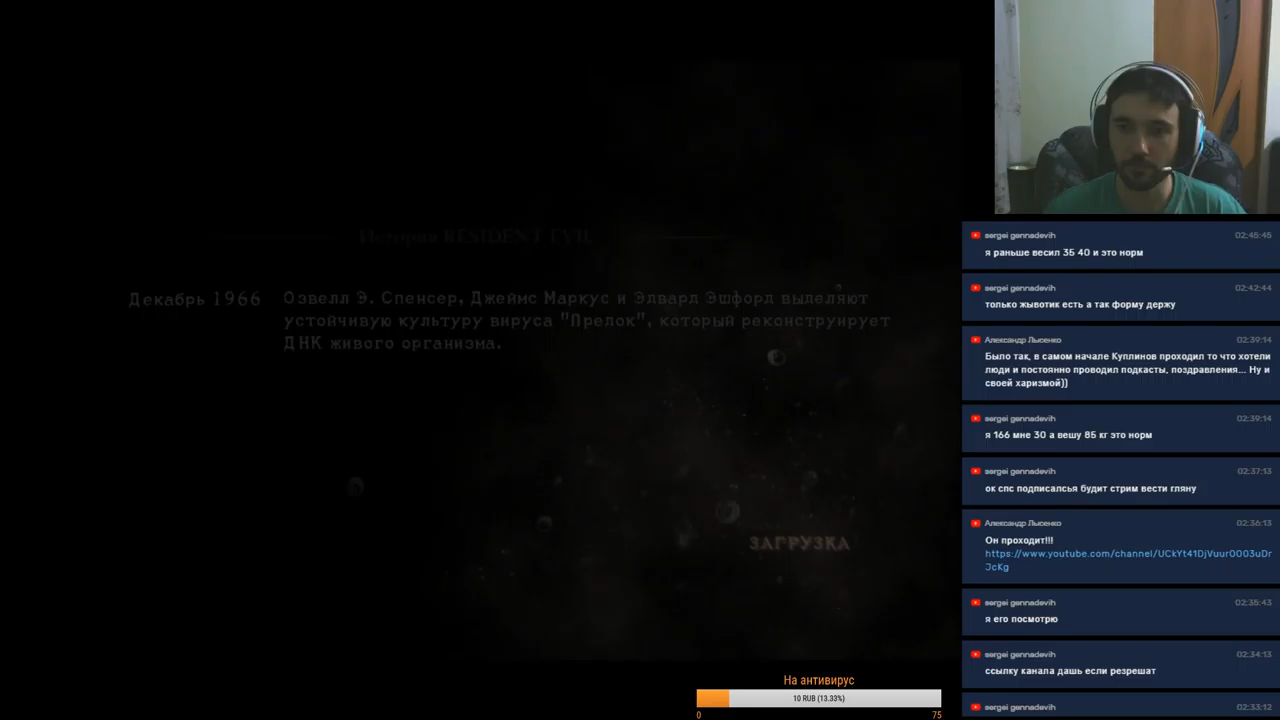 История RESIDENT EVIL
Декабрь 1966
Озвелл Э. Спенсер, Джеймс Маркус и Элвард Эшфорд выделяют
устойчивую культуру вируса "Прелок", который реконструирует
ДНК живого организма.
ЗАГРУЗКА
На антивирус
10 RUB (13.33%)
0
75
sergei gennadevih
02:45:45
я раньше весил 35 40 и это норм
sergei gennadevih
02:42:44
только жывотик есть а так форму держу
Александр Лысенко
02:39:14
Было так, в самом начале Куплинов проходил то что хотели
люди и постоянно проводил подкасты, поздравления... Ну и
своей харизмой))
sergei gennadevih
02:39:14
я 166 мне 30 а вешу 85 кг это норм
sergei gennadevih
02:37:13
ок спс подписалсья будит стрим вести гляну
Александр Лысенко
02:36:13
Он проходит!!!
https://www.youtube.com/channel/UCkYt41DjVuur0003uDr
JcKg
sergei gennadevih
02:35:43
я его посмотрю
sergei gennadevih
02:34:13
ссылку канала дашь если резрешат
sergei gennadevih
02:33:12